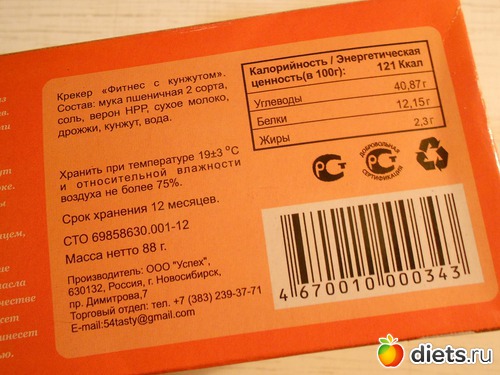 Крекер «Фитнес с кунжутом».
Состав: мука пшеничная 2 сорта,
соль, верон HPP, сухое молоко,
дрожжи, кунжут, вода.
Хранить при температуре 19±3 °С
и относительной влажности
воздуха не более 75%.
Срок хранения 12 месяцев.
СТО 69858630.001-12
Масса нетто 88 г.
Производитель: ООО "Успех",
630132, Россия, г. Новосибирск,
пр. Димитрова,7
Торговый отдел: тел. +7 (383) 239-37-71
E-mail:54tasty@gmail.com
Калорийность / Энергетическая
ценность(в 100г): 121 Ккал
Углеводы 40,87г
Белки 12,15г
Жиры 2,3г
ДОБРОВОЛЬНАЯ
СЕРТИФИКАЦИЯ
4 670010 000343
diets.ru